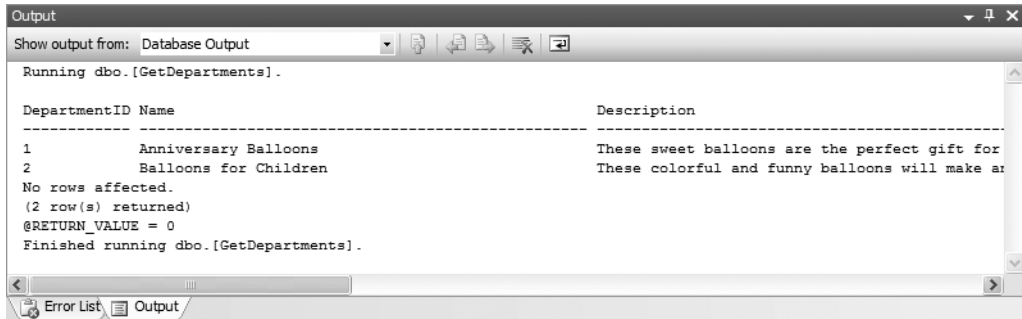 Output
Show output from: Database Output
Running dbo.[GetDepartments].
DepartmentID Name Description
------------ -------------------------------------------------- ----------------------------------------------
1 Anniversary Balloons These sweet balloons are the perfect gift for
2 Balloons for Children These colorful and funny balloons will make an
No rows affected.
(2 row(s) returned)
@RETURN_VALUE = 0
Finished running dbo.[GetDepartments].
Error List Output